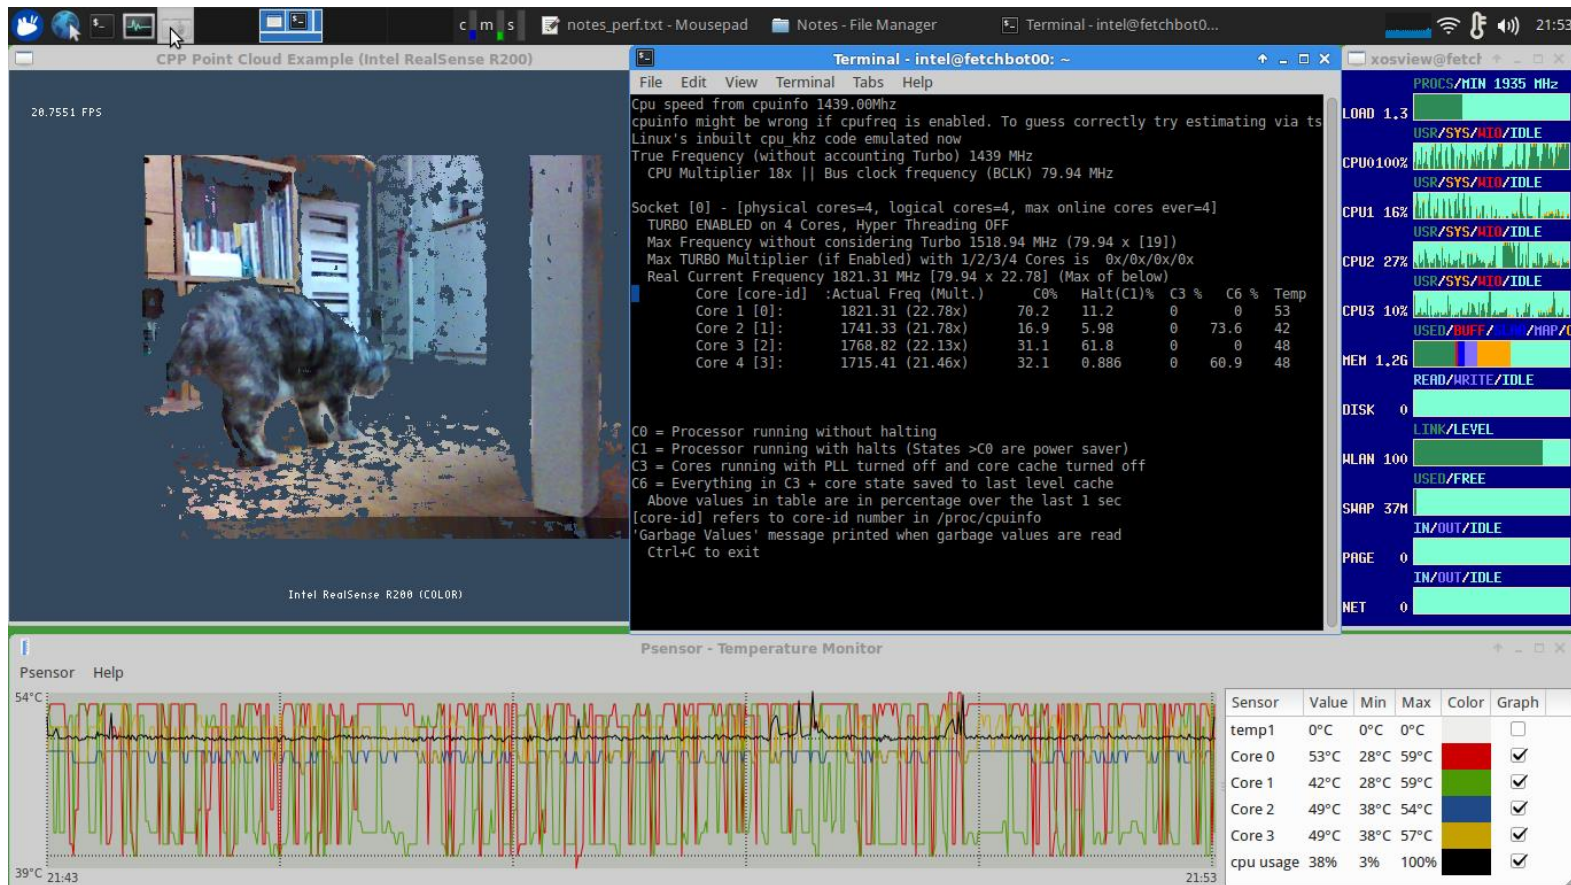 c m s notes_perf.txt - Mousepad Notes - File Manager Terminal - intel@fetchbot0... 21:53
CPP Point Cloud Example (Intel RealSense R200)
20.7551 FPS
Intel RealSense R200 (COLOR)
Terminal - intel@fetchbot00: ~
File Edit View Terminal Tabs Help
Cpu speed from cpuinfo 1439.00Mhz
cpuinfo might be wrong if cpufreq is enabled. To guess correctly try estimating via ts
Linux's inbuilt cpu_khz code emulated now
True Frequency (without accounting Turbo) 1439 MHz
CPU Multiplier 18x || Bus clock frequency (BCLK) 79.94 MHz
Socket [0] - [physical cores=4, logical cores=4, max online cores ever=4]
TURBO ENABLED on 4 Cores, Hyper Threading OFF
Max Frequency without considering Turbo 1518.94 MHz (79.94 x [19])
Max TURBO Multiplier (if Enabled) with 1/2/3/4 Cores is 0x/0x/0x/0x
Real Current Frequency 1821.31 MHz [79.94 x 22.78] (Max of below)
Core [core-id] :Actual Freq (Mult.) C0% Halt(C1)% C3 % C6 % Temp
Core 1 [0]: 1821.31 (22.78x) 70.2 11.2 0 0 53
Core 2 [1]: 1741.33 (21.78x) 16.9 5.98 0 73.6 42
Core 3 [2]: 1768.82 (22.13x) 31.1 61.8 0 0 48
Core 4 [3]: 1715.41 (21.46x) 32.1 0.886 0 60.9 48
C0 = Processor running without halting
C1 = Processor running with halts (States >C0 are power saver)
C3 = Cores running with PLL turned off and core cache turned off
C6 = Everything in C3 + core state saved to last level cache
Above values in table are in percentage over the last 1 sec
[core-id] refers to core-id number in /proc/cpuinfo
'Garbage Values' message printed when garbage values are read
Ctrl+C to exit
xosview@fetch
PROCS/MIN 1935 MHz
LOAD 1.3
USR/SYS/WIO/IDLE
CPU0100%
USR/SYS/WIO/IDLE
CPU1 16%
USR/SYS/WIO/IDLE
CPU2 27%
USR/SYS/WIO/IDLE
CPU3 10%
USED/BUFF/SLAB/MAP/C
MEM 1.2G
READ/WRITE/IDLE
DISK 0
LINK/LEVEL
WLAN 100
USED/FREE
SWAP 37M
IN/OUT/IDLE
PAGE 0
IN/OUT/IDLE
NET 0
Psensor - Temperature Monitor
Psensor Help
54°C
39°C
21:43
21:53
Sensor Value Min Max Color Graph
temp1 0°C 0°C 0°C
Core 0 53°C 28°C 59°C
Core 1 42°C 28°C 59°C
Core 2 49°C 38°C 54°C
Core 3 49°C 38°C 57°C
cpu usage 38% 3% 100%